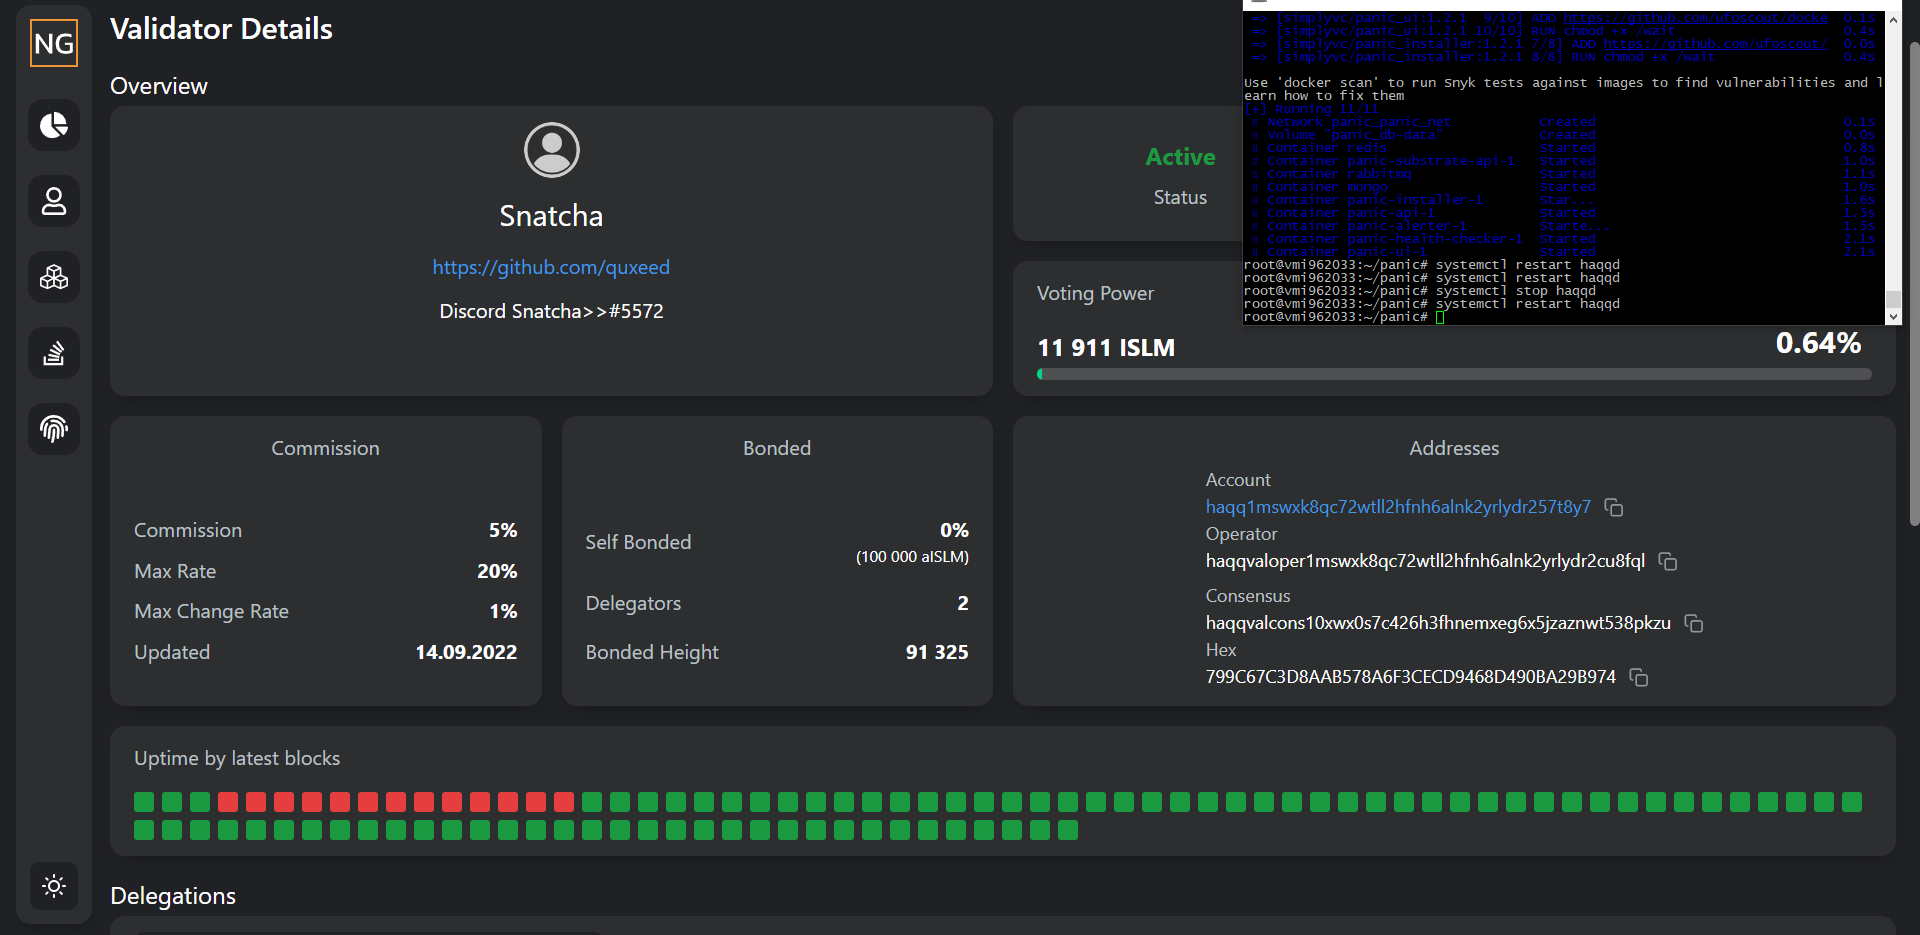 NG
Validator Details
Overview
Snatcha
https://github.com/quxeed
Discord Snatcha>>#5572
Active
Status
Voting Power
11 911 ISLM
0.64%
=> [simplyvc/panic_ui:1.2.1  9/10] ADD https://github.com/ufoscout/docke  0.1s
=> [simplyvc/panic_ui:1.2.1 10/10] RUN chmod +x /wait  0.4s
=> [simplyvc/panic_installer:1.2.1 7/8] ADD https://github.com/ufoscout/  0.0s
=> [simplyvc/panic_installer:1.2.1 8/8] RUN chmod +x /wait  0.4s
Use 'docker scan' to run Snyk tests against images to find vulnerabilities and l
earn how to fix them
[+] Running 11/11
Network panic_panic_net  Created  0.1s
Volume "panic_db-data"  Created  0.0s
Container redis  Started  0.8s
Container panic-substrate-api-1  Started  1.0s
Container rabbitmq  Started  1.1s
Container mongo  Started  1.0s
Container panic-installer-1  Star...  1.6s
Container panic-api-1  Started  1.5s
Container panic-alerter-1  Starte...  1.5s
Container panic-health-checker-1  Started  2.1s
Container panic-ui-1  Started  2.1s
root@vmi962033:~/panic# systemctl restart haqqd
root@vmi962033:~/panic# systemctl restart haqqd
root@vmi962033:~/panic# systemctl stop haqqd
root@vmi962033:~/panic# systemctl restart haqqd
root@vmi962033:~/panic#
Commission
Commission 5%
Max Rate 20%
Max Change Rate 1%
Updated 14.09.2022
Bonded
Self Bonded 0%
(100 000 aISLM)
Delegators 2
Bonded Height 91 325
Addresses
Account
haqq1mswxk8qc72wtll2hfnh6alnk2yrlydr257t8y7
Operator
haqqvaloper1mswxk8qc72wtll2hfnh6alnk2yrlydr2cu8fql
Consensus
haqqvalcons10xwx0s7c426h3fhnemxeg6x5jzaznwt538pkzu
Hex
799C67C3D8AAB578A6F3CECD9468D490BA29B974
Uptime by latest blocks
Delegations